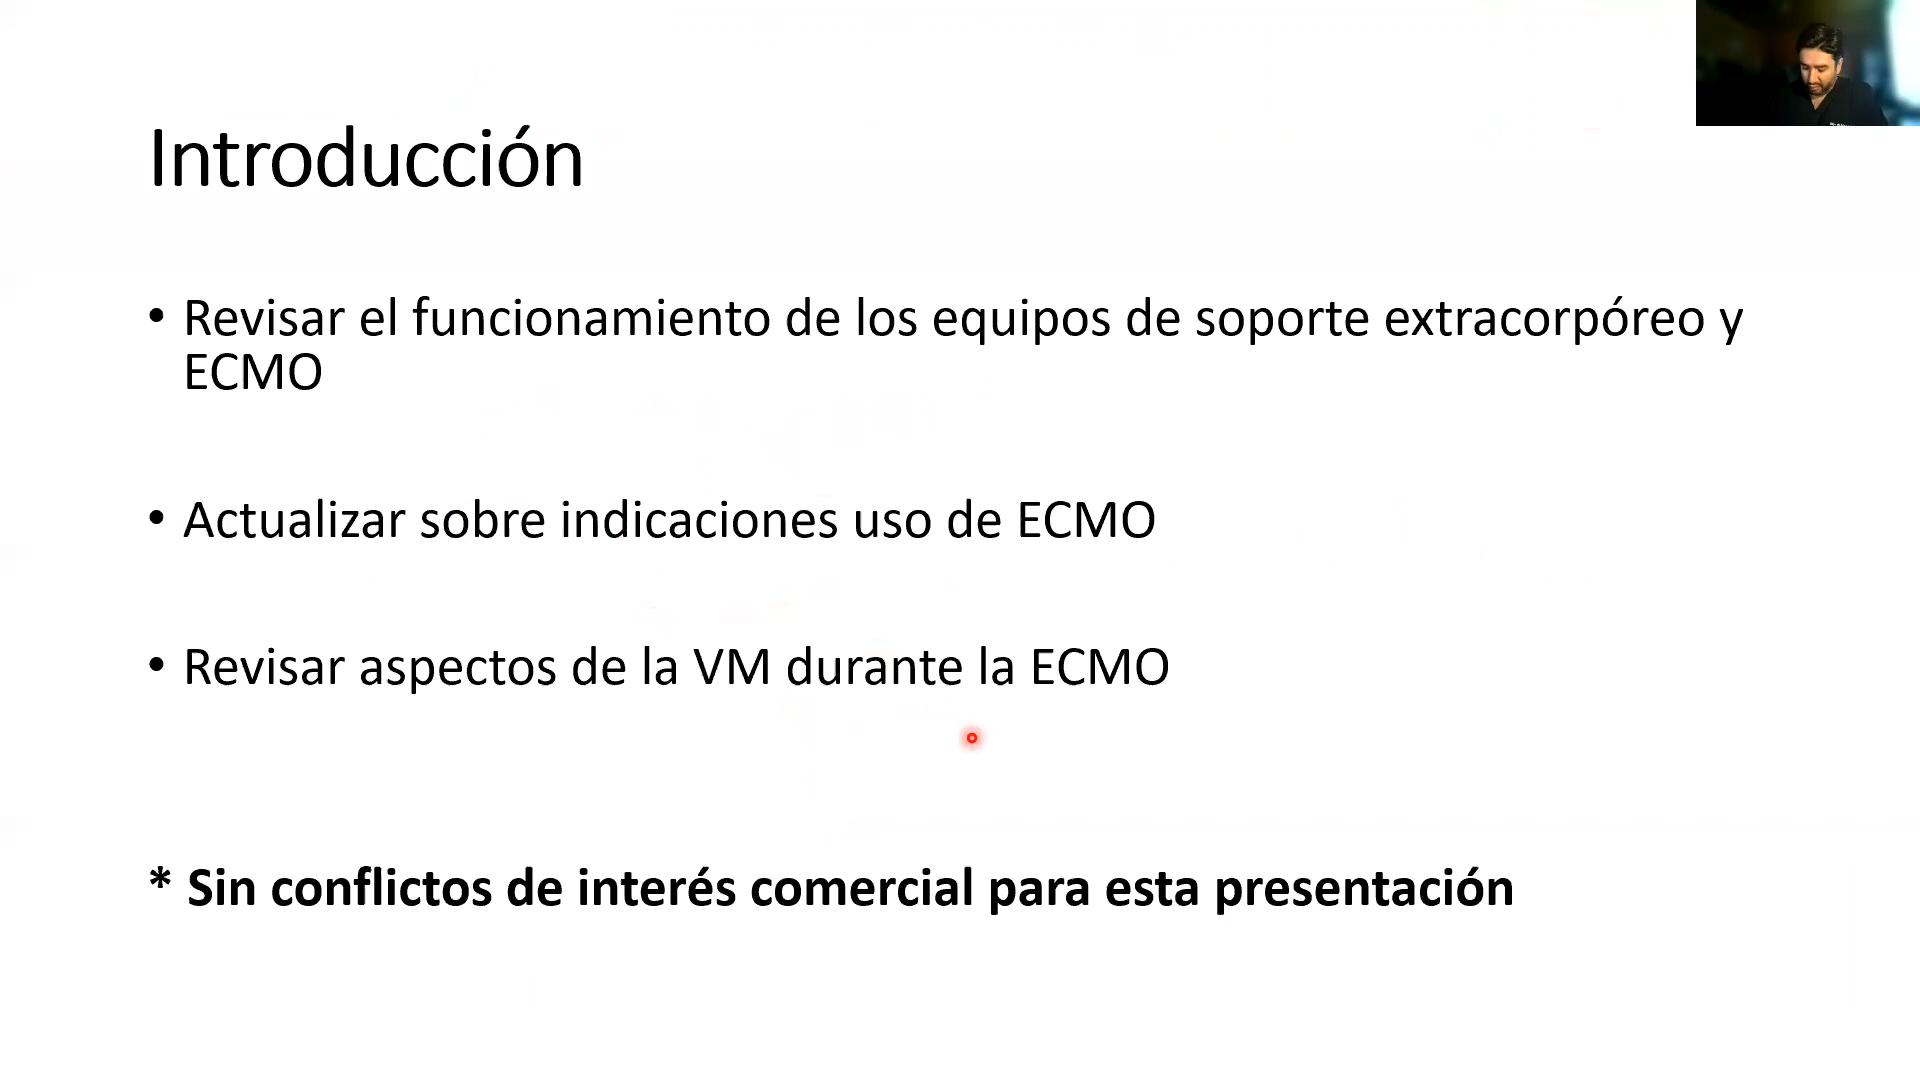 Introducción
• Revisar el funcionamiento de los equipos de soporte extracorpóreo y
ECMO
• Actualizar sobre indicaciones uso de ECMO
• Revisar aspectos de la VM durante la ECMO
* Sin conflictos de interés comercial para esta presentación